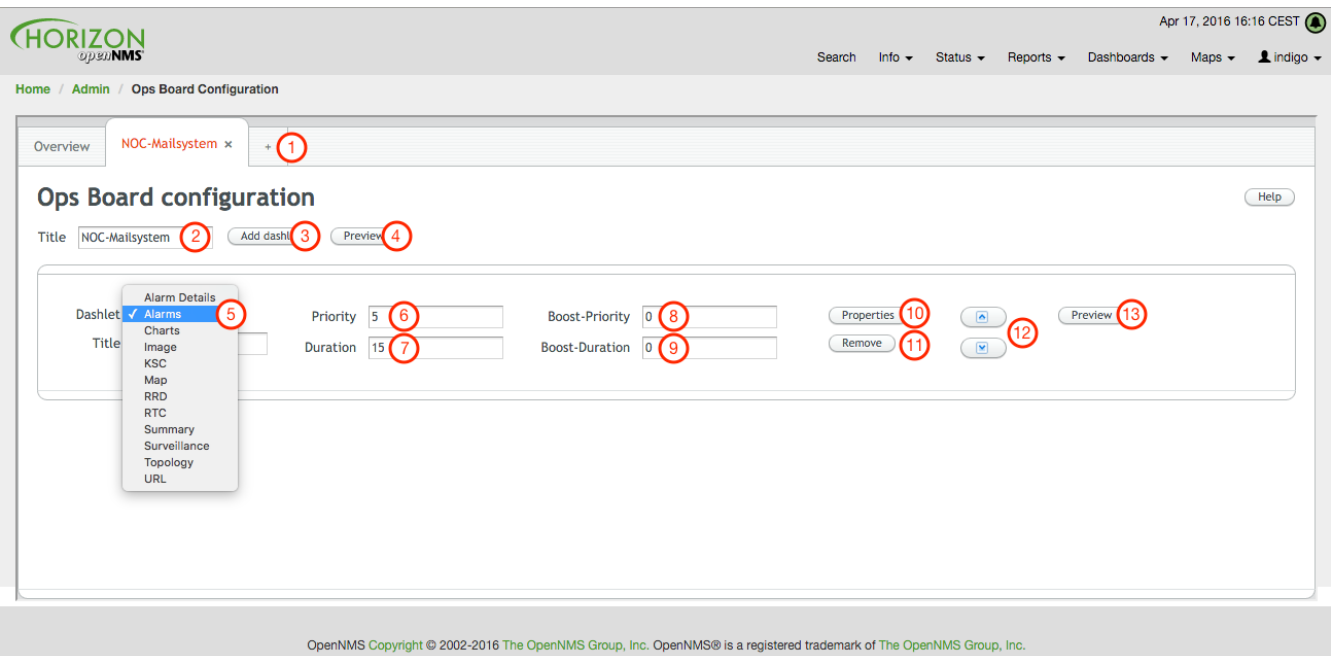 Apr 17, 2016 16:16 CEST
HORIZON
openNMS
Search Info Status Reports Dashboards Maps indigo
Home / Admin / Ops Board Configuration
Overview NOC-Mailsystem × + 1
Ops Board configuration
Help
Title NOC-Mailsystem 2 Add 3 Preview 4
Alarm Details
Dashlet ✓ Alarms 5 Priority 5 6 Boost-Priority 0 8 Properties 10 Preview 13
Charts
12
Title Image Duration 15 7 Boost-Duration 0 9 Remove 11
KSC
Map
RRD
RTC
Summary
Surveillance
Topology
URL
OpenNMS Copyright © 2002-2016 The OpenNMS Group, Inc. OpenNMS® is a registered trademark of The OpenNMS Group, Inc.